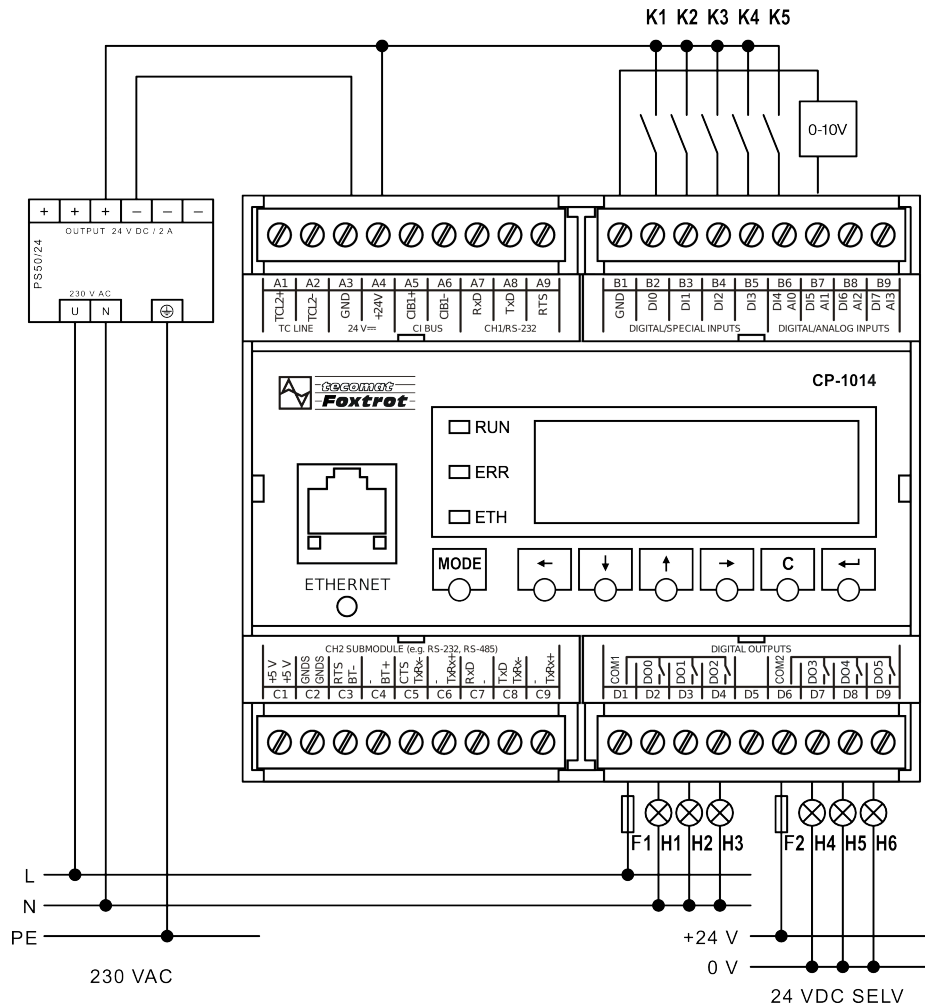 K1 K2 K3 K4 K5
0-10V
+ + + – – –
OUTPUT 24 V DC / 2 A
PS50/24
230 V AC
U N
A1 A2 A3 A4 A5 A6 A7 A8 A9
TCL2+ TCL2- GND +24V CIB1+ CIB1- RxD TxD RTS
TC LINE 24 V⎓ CI BUS CH1/RS-232
B1 B2 B3 B4 B5 B6 B7 B8 B9
GND DI0 DI1 DI2 DI3 DI4 AI0 DI5 AI1 DI6 AI2 DI7 AI3
DIGITAL/SPECIAL INPUTS DIGITAL/ANALOG INPUTS
tecomat
Foxtrot
CP-1014
RUN
ERR
ETH
ETHERNET
MODE ← ↓ ↑ → C ↵
CH2 SUBMODULE (e.g. RS-232, RS-485)
+5 V +5 V GNDS GNDS RTS BT- - BT+ CTS TxRx- - TxRx+ RxD - TxD TxRx- - TxRx+
C1 C2 C3 C4 C5 C6 C7 C8 C9
DIGITAL OUTPUTS
COM1 DO0 DO1 DO2 COM2 DO3 DO4 DO5
D1 D2 D3 D4 D5 D6 D7 D8 D9
F1 H1 H2 H3 F2 H4 H5 H6
L
N
PE
230 VAC
+24 V
0 V
24 VDC SELV